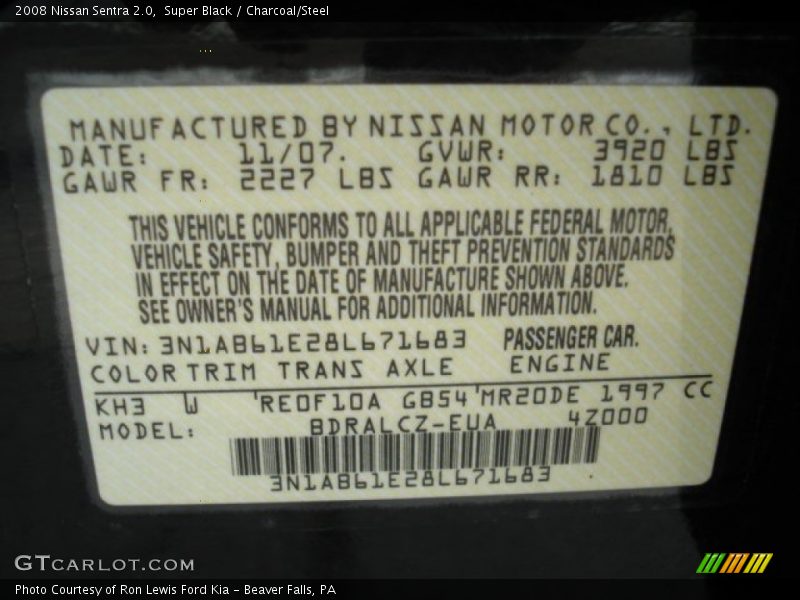 2008 Nissan Sentra 2.0,  Super Black / Charcoal/Steel
MANUFACTURED BY NISSAN MOTOR CO., LTD.
DATE: 11/07. GVWR: 3920 LBS
GAWR FR: 2227 LBS GAWR RR: 1810 LBS
THIS VEHICLE CONFORMS TO ALL APPLICABLE FEDERAL MOTOR,
VEHICLE SAFETY, BUMPER AND THEFT PREVENTION STANDARDS
IN EFFECT ON THE DATE OF MANUFACTURE SHOWN ABOVE.
SEE OWNER'S MANUAL FOR ADDITIONAL INFORMATION.
VIN: 3N1AB61E28L671683 PASSENGER CAR.
COLOR TRIM TRANS AXLE ENGINE
KH3 W 'RE0F10A GB54'MR20DE 1997 CC
MODEL: BDRALCZ-EUA 4Z000
3N1AB61E28L671683
GTCARLOT.COM
Photo Courtesy of Ron Lewis Ford Kia - Beaver Falls, PA